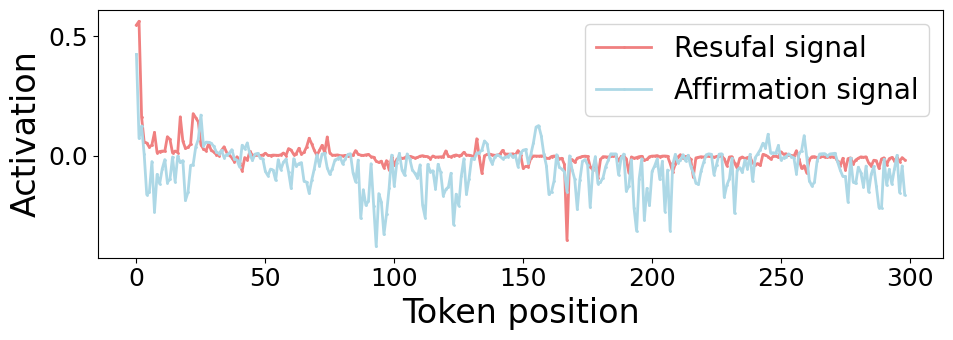 Resufal signal
Affirmation signal
Activation
0.5
0.0
0 50 100 150 200 250 300
Token position